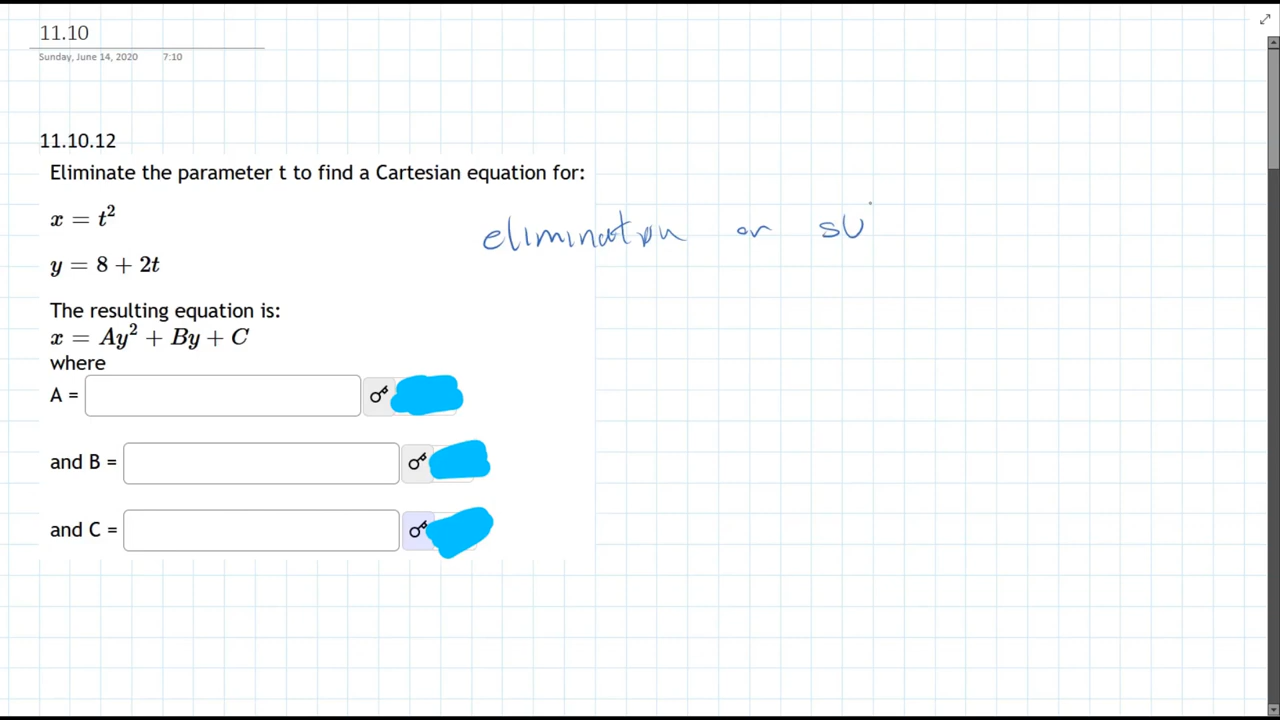 11.10
Sunday, June 14, 2020 7:10
11.10.12
Eliminate the parameter t to find a Cartesian equation for:
x = t²
elimination or su
y = 8 + 2t
The resulting equation is:
x = Ay² + By + C
where
A =
and B =
and C =